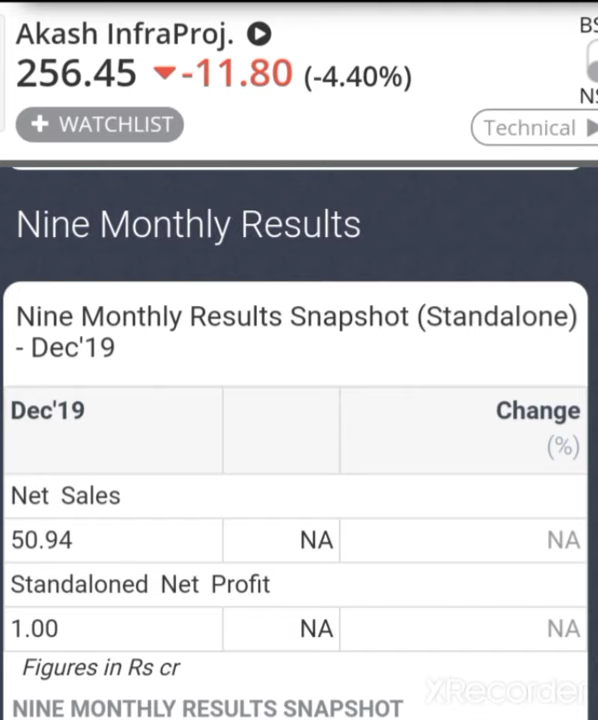 Akash InfraProj.
256.45 ▼-11.80 (-4.40%)
+ WATCHLIST
Technical
Nine Monthly Results
Nine Monthly Results Snapshot (Standalone)
- Dec'19
Dec'19 Change
(%)
Net Sales
50.94 NA NA
Standaloned Net Profit
1.00 NA NA
Figures in Rs cr
XRecorder
NINE MONTHLY RESULTS SNAPSHOT